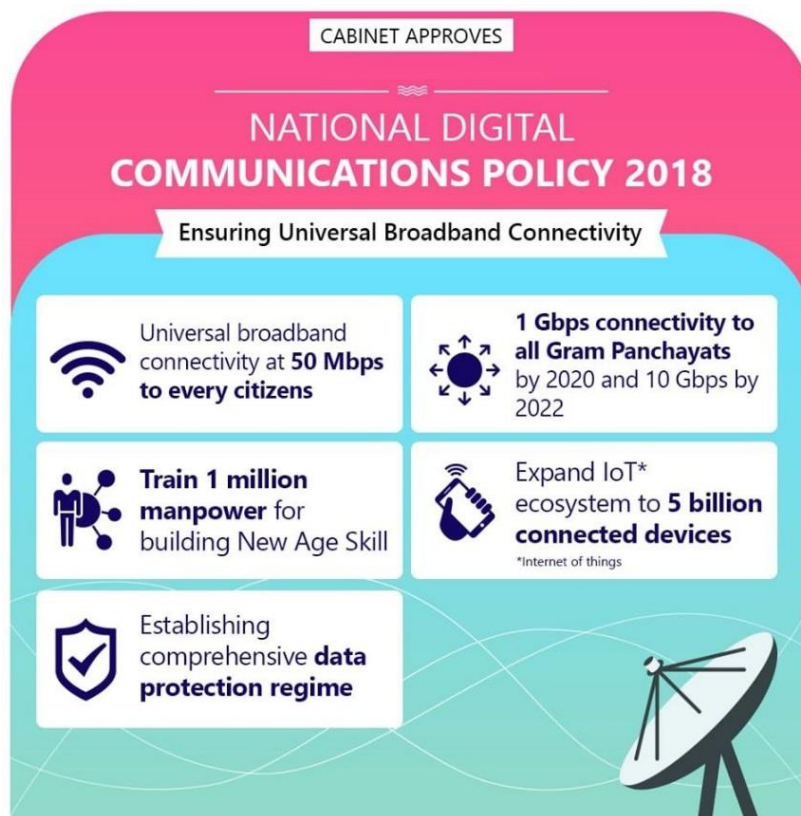 CABINET APPROVES
NATIONAL DIGITAL
COMMUNICATIONS POLICY 2018
Ensuring Universal Broadband Connectivity
Universal broadband
connectivity at 50 Mbps
to every citizens
1 Gbps connectivity to
all Gram Panchayats
by 2020 and 10 Gbps by
2022
Train 1 million
manpower for
building New Age Skill
Expand IoT*
ecosystem to 5 billion
connected devices
*Internet of things
Establishing
comprehensive data
protection regime